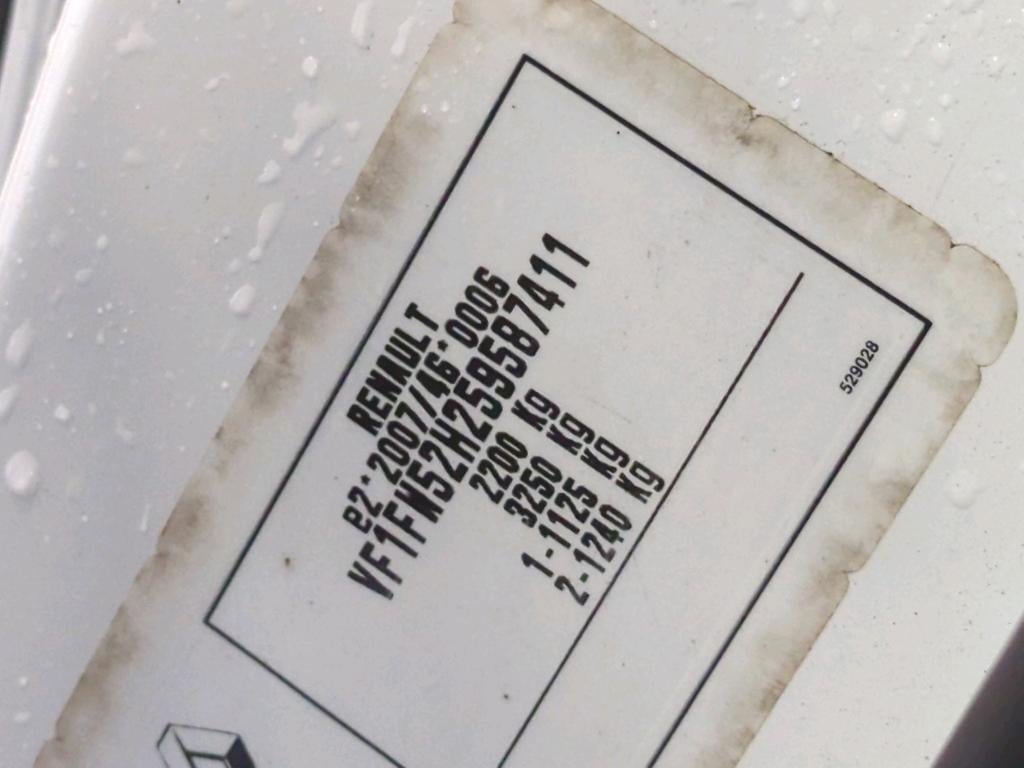 RENAULT
e2*2007/46*0006
VF1FW52H259587411
2200 Kg
3250 Kg
1-1125 Kg
2-1240 Kg
529028